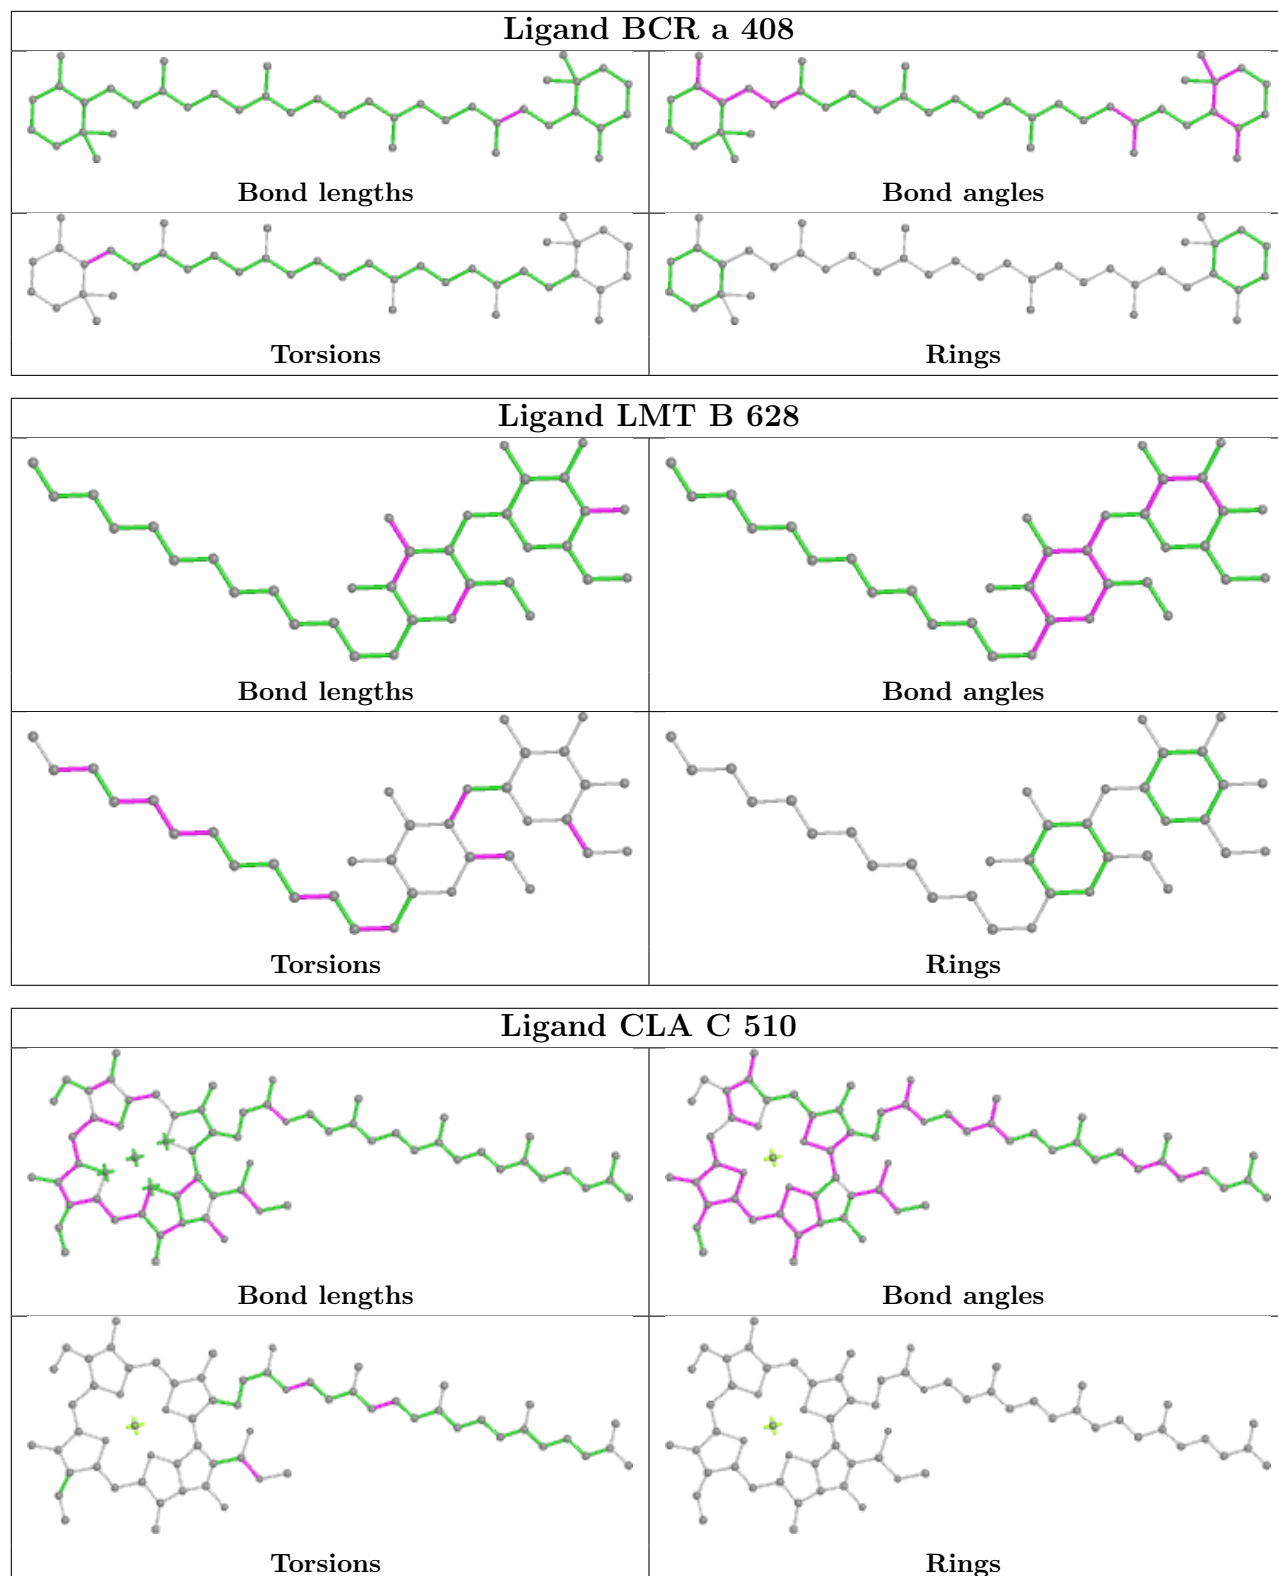 Ligand BCR a 408
Bond lengths
Bond angles
Torsions
Rings
Ligand LMT B 628
Bond lengths
Bond angles
Torsions
Rings
Ligand CLA C 510
Bond lengths
Bond angles
Torsions
Rings